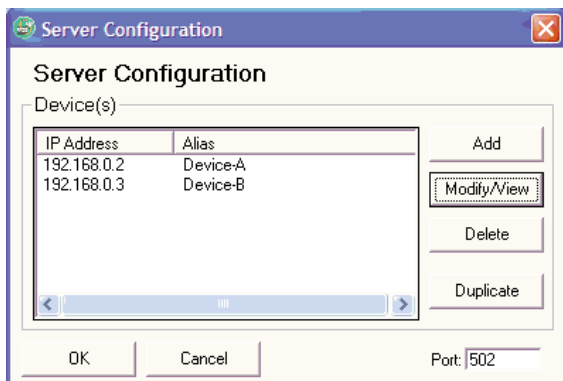 Server Configuration
Server Configuration
Device(s)
IP Address Alias
192.168.0.2 Device-A
192.168.0.3 Device-B
Add
Modify/View
Delete
Duplicate
OK Cancel Port: 502